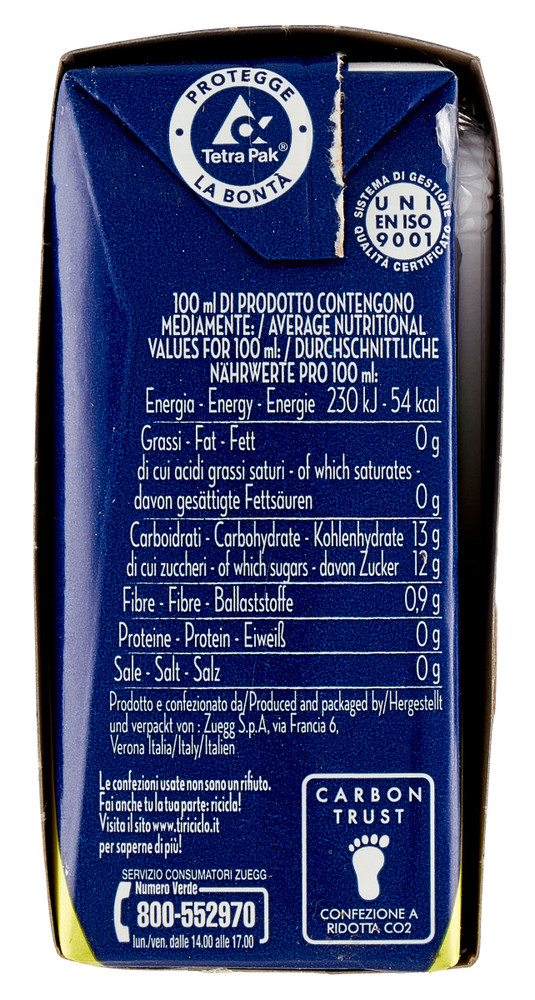 PROTEGGE
Tetra Pak®
LA BONTÀ
SISTEMA DI GESTIONE
UNI
EN ISO
9001
QUALITÀ CERTIFICATO
100 ml DI PRODOTTO CONTENGONO
MEDIAMENTE: / AVERAGE NUTRITIONAL
VALUES FOR 100 ml: / DURCHSCHNITTLICHE
NÄHRWERTE PRO 100 ml:
Energia - Energy - Energie 230 kJ - 54 kcal
Grassi - Fat - Fett 0 g
di cui acidi grassi saturi - of which saturates -
davon gesättigte Fettsäuren 0 g
Carboidrati - Carbohydrate - Kohlenhydrate 13 g
di cui zuccheri - of which sugars - davon Zucker 12 g
Fibre - Fibre - Ballaststoffe 0,9 g
Proteine - Protein - Eiweiß 0 g
Sale - Salt - Salz 0 g
Prodotto e confezionato da/Produced and packaged by/Hergestellt
und verpackt von : Zuegg S.p.A, via Francia 6,
Verona Italia/Italy/Italien
Le confezioni usate non sono un rifiuto.
Fai anche tu la tua parte: ricicla!
Visita il sito www.tiriciclo.it
per saperne di più!
CARBON
TRUST
CONFEZIONE A
RIDOTTA CO2
SERVIZIO CONSUMATORI ZUEGG-
Numero Verde
800-552970
lun./ven. dalle 14.00 alle 17.00